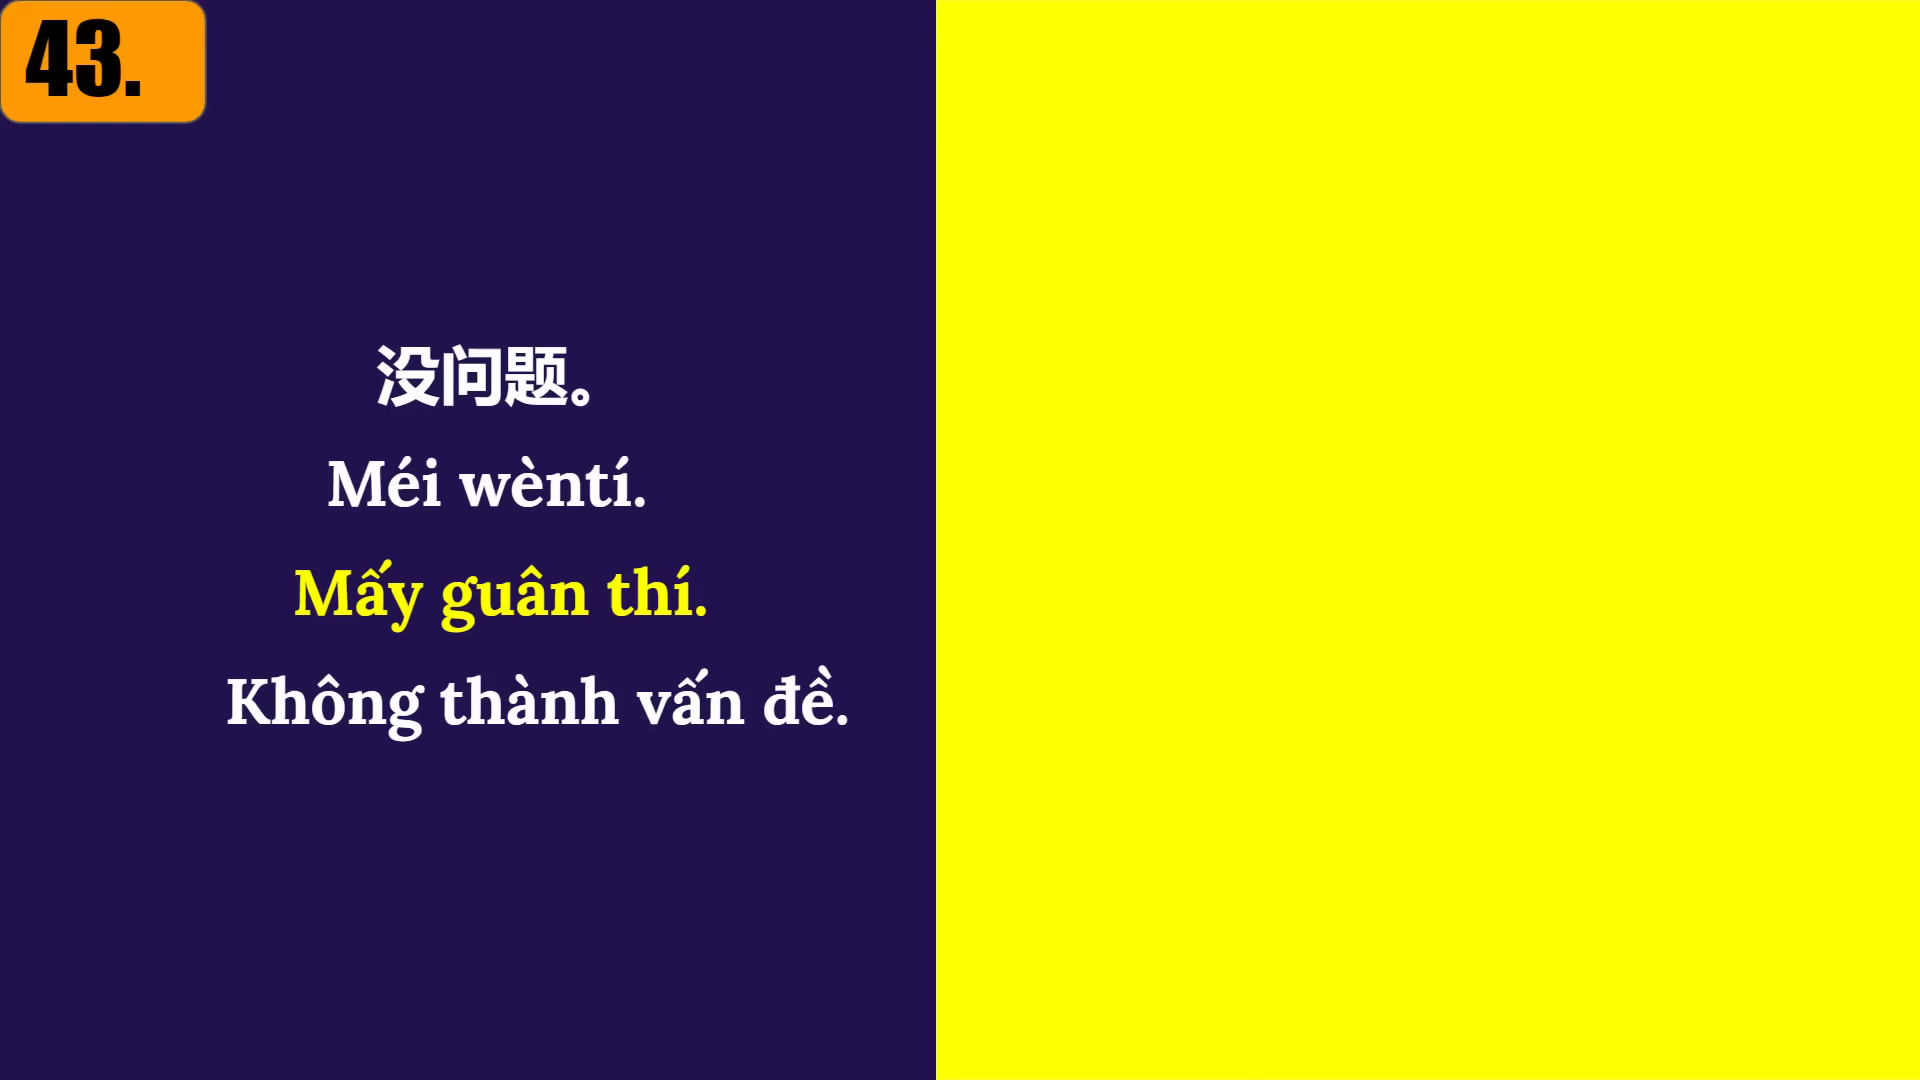 43.
没问题。
Méi wèntí.
Mấy guân thí.
Không thành vấn đề.